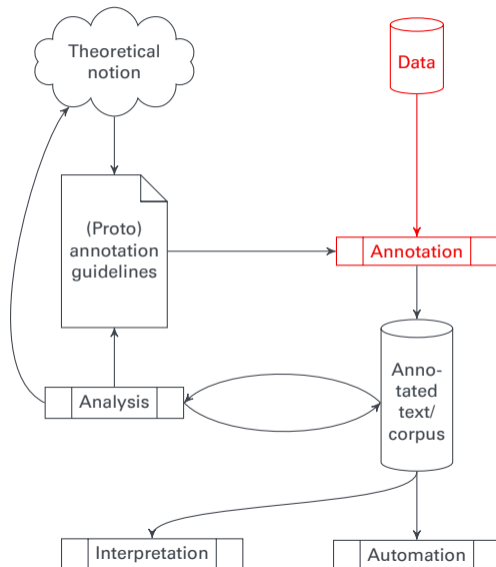 Theoretical
notion
Data
(Proto)
annotation
guidelines
Annotation
Anno-
tated
text/
corpus
Analysis
Interpretation
Automation